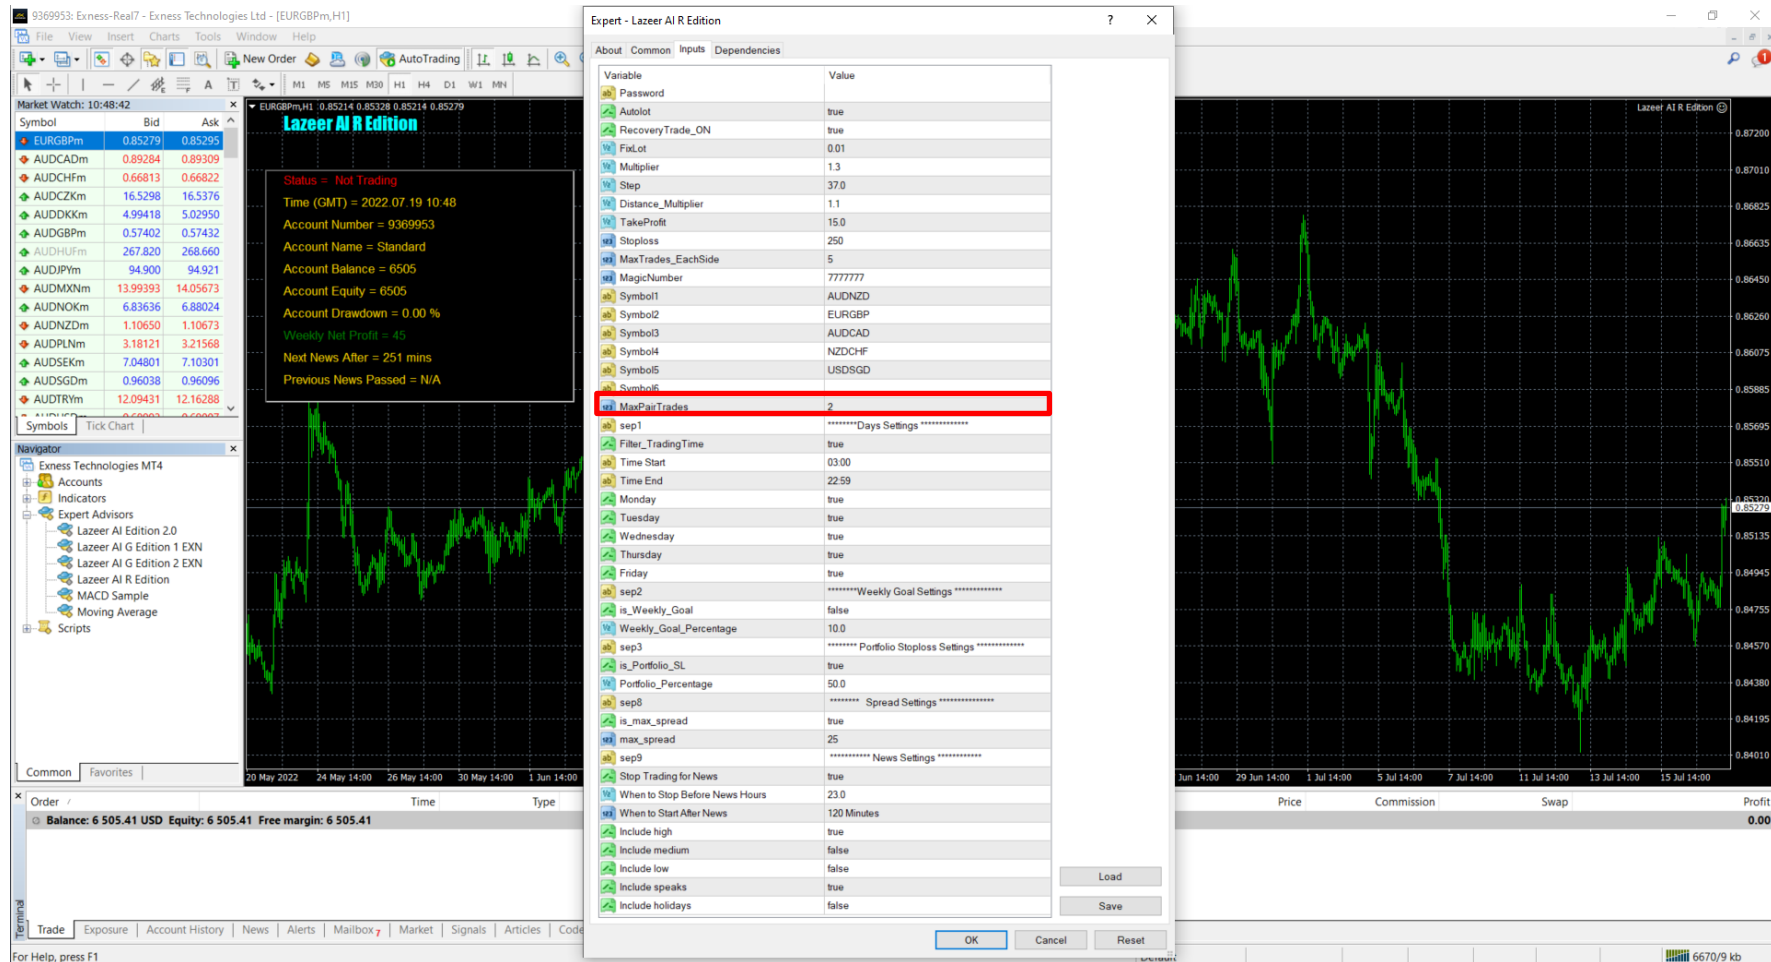 9369953: Exness-Real7 - Exness Technologies Ltd - [EURGBPm,H1]
File View Insert Charts Tools Window Help
New Order AutoTrading
A T M1 M5 M15 M30 H1 H4 D1 W1 MN
1
Market Watch: 10:48:42
Symbol Bid Ask
EURGBPm 0.85279 0.85295
AUDCADm 0.89284 0.89309
AUDCHFm 0.66813 0.66822
AUDCZKm 16.5298 16.5376
AUDDKKm 4.99418 5.02950
AUDGBPm 0.57402 0.57432
AUDHUFm 267.820 268.660
AUDJPYm 94.900 94.921
AUDMXNm 13.99393 14.05673
AUDNOKm 6.83636 6.88024
AUDNZDm 1.10650 1.10673
AUDPLNm 3.18121 3.21568
AUDSEKm 7.04801 7.10301
AUDSGDm 0.96038 0.96096
AUDTRYm 12.09431 12.16288
Symbols Tick Chart
Navigator
Exness Technologies MT4
Accounts
Indicators
Expert Advisors
Lazeer AI Edition 2.0
Lazeer AI G Edition 1 EXN
Lazeer AI G Edition 2 EXN
Lazeer AI R Edition
MACD Sample
Moving Average
Scripts
Common Favorites
EURGBPm,H1 0.85214 0.85328 0.85214 0.85279
Lazeer AI R Edition
Status = Not Trading
Time (GMT) = 2022.07.19 10:48
Account Number = 9369953
Account Name = Standard
Account Balance = 6505
Account Equity = 6505
Account Drawdown = 0.00 %
Weekly Net Profit = 45
Next News After = 251 mins
Previous News Passed = N/A
20 May 2022 24 May 14:00 26 May 14:00 30 May 14:00 1 Jun 14:00
Expert - Lazeer AI R Edition ?
About Common Inputs Dependencies
Variable Value
Password
Autolot true
RecoveryTrade_ON true
FixLot 0.01
Multiplier 1.3
Step 37.0
Distance_Multiplier 1.1
TakeProfit 15.0
Stoploss 250
MaxTrades_EachSide 5
MagicNumber 7777777
Symbol1 AUDNZD
Symbol2 EURGBP
Symbol3 AUDCAD
Symbol4 NZDCHF
Symbol5 USDSGD
Symbol6
MaxPairTrades 2
sep1 ********Days Settings *************
Filter_TradingTime true
Time Start 03:00
Time End 22:59
Monday true
Tuesday true
Wednesday true
Thursday true
Friday true
sep2 ********Weekly Goal Settings *************
is_Weekly_Goal false
Weekly_Goal_Percentage 10.0
sep3 ******** Portfolio Stoploss Settings *************
is_Portfolio_SL true
Portfolio_Percentage 50.0
sep8 ******** Spread Settings ***************
is_max_spread true
max_spread 25
sep9 *********** News Settings ************
Stop Trading for News true
When to Stop Before News Hours 23.0
When to Start After News 120 Minutes
Include high true
Include medium false
Include low false
Include speaks true
Include holidays false
Load
Save
OK Cancel Reset
Lazeer AI R Edition
0.87200
0.87010
0.86825
0.86635
0.86450
0.86260
0.86075
0.85885
0.85695
0.85510
0.85320
0.85279
0.85135
0.84945
0.84755
0.84570
0.84380
0.84195
0.84010
Jun 14:00 29 Jun 14:00 1 Jul 14:00 5 Jul 14:00 7 Jul 14:00 11 Jul 14:00 13 Jul 14:00 15 Jul 14:00
Order / Time Type Price Commission Swap Profit
Balance: 6 505.41 USD Equity: 6 505.41 Free margin: 6 505.41 0.00
Terminal
Trade Exposure Account History News Alerts Mailbox 7 Market Signals Articles Code
For Help, press F1 Default 6670/9 kb